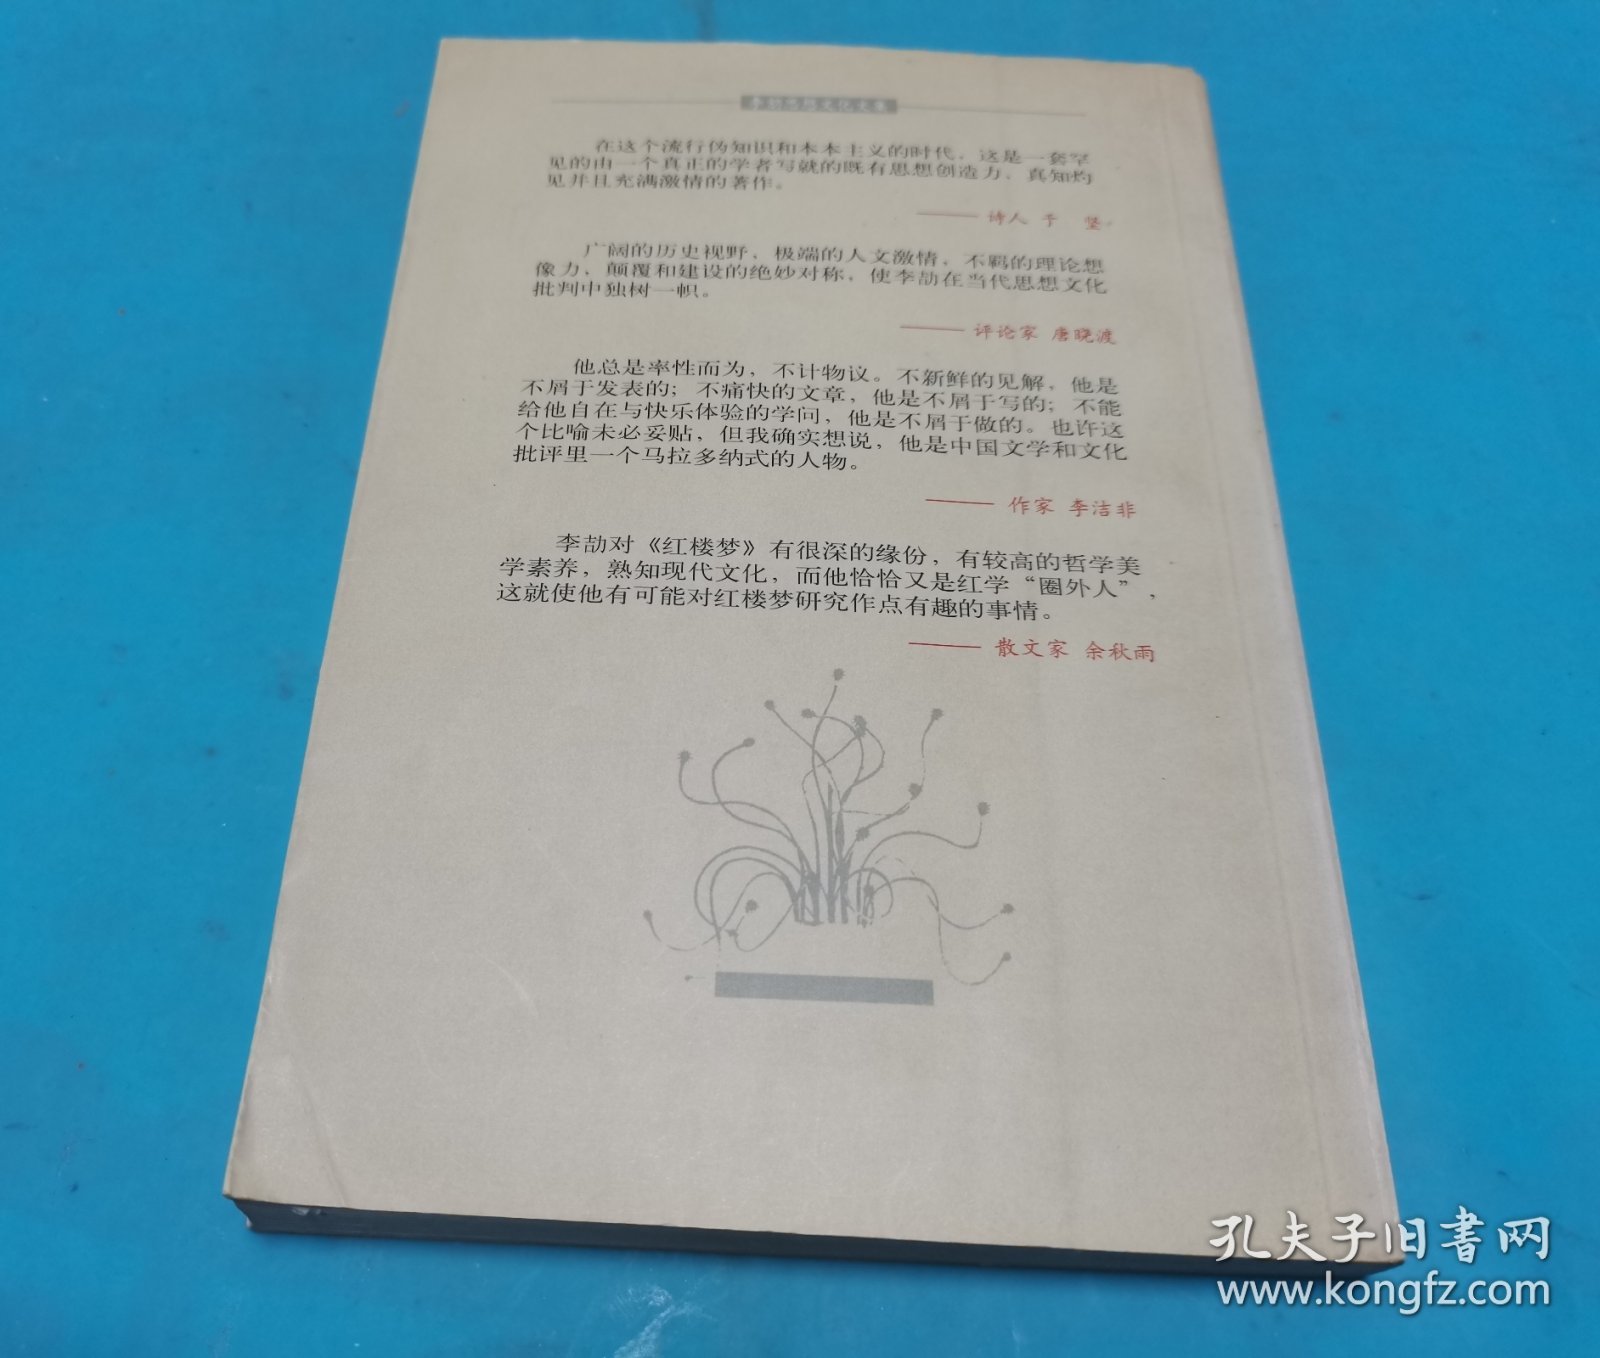 李劼思想文化文集
在这个流行伪知识和本本主义的时代，这是一套罕
见的由一个真正的学者写就的既有思想创造力、真知灼
见并且充满激情的著作。
——诗人 于 坚
广阔的历史视野、极端的人文激情、不羁的理论想
像力、颠覆和建设的绝妙对称，使李劼在当代思想文化
批判中独树一帜。
——评论家 唐晓渡
他总是率性而为，不计物议。不新鲜的见解，他是
不屑于发表的；不痛快的文章，他是不屑于写的；不能
给他自在与快乐体验的学问，他是不屑于做的。也许这
个比喻未必妥贴，但我确实想说，他是中国文学和文化
批评里一个马拉多纳式的人物。
——作家 李洁非
李劼对《红楼梦》有很深的缘份，有较高的哲学美
学素养，熟知现代文化，而他恰恰又是红学“圈外人”，
这就使他有可能对红楼梦研究作点有趣的事情。
——散文家 余秋雨
孔夫子旧书网
www.kongfz.com